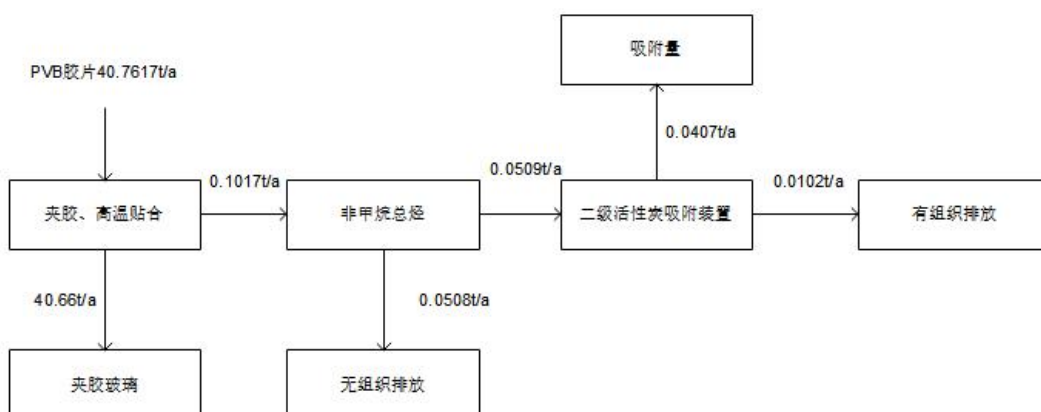 吸附量
PVB胶片40.7617t/a
0.0407t/a
0.1017t/a
0.0509t/a
0.0102t/a
夹胶、高温贴合
非甲烷总烃
二级活性炭吸附装置
有组织排放
40.66t/a
0.0508t/a
夹胶玻璃
无组织排放